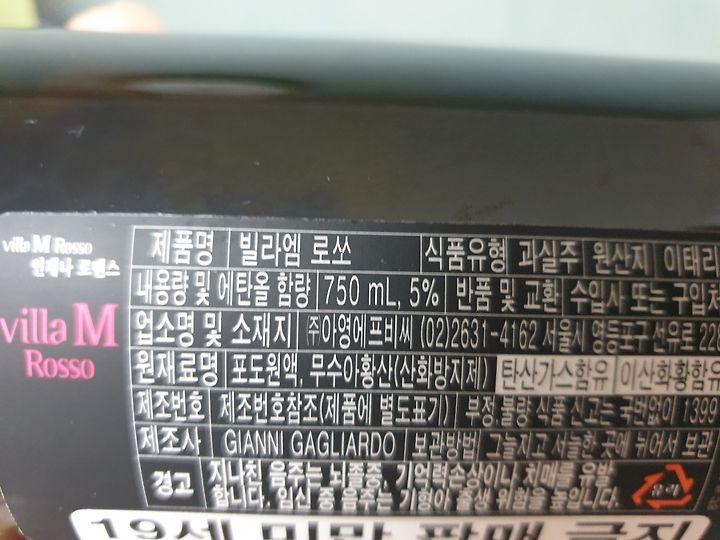 villa M Rosso
언제나 로맨스
villa M
Rosso
제품명 빌라엠 로쏘 식품유형 과실주 원산지 이태리
내용량 및 에탄올 함량 750 mL, 5% 반품 및 교환 수입사 또는 구입처
업소명 및 소재지 ㈜아영에프비씨 (02)2631-4162 서울시 영등포구 선유로
원재료명 포도원액, 무수아황산(산화방지제) 탄산가스함유 이산화황함유
제조번호 제조번호참조(제품에 별도표기) 부정,불량 식품 신고는 국번없이 1399
제조사 GIANNI GAGLIARDO 보관방법 그늘지고 서늘한 곳에 뉘어서 보관
경고 지나친 음주는 뇌졸중, 기억력손상이나 치매를 유발
합니다. 임신 중 음주는 기형아 출생 위험을 높입니다.
유리
19세 미만 판매 금지